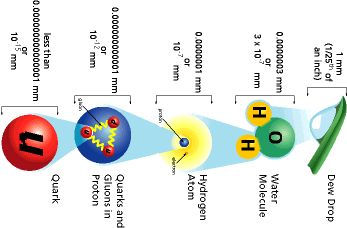 1 mm
(1/25th of
an inch)
Dew Drop
0.0000003 mm
or
3 x 10⁻⁷ mm
H
O
H
Water
Molecule
0.0000001 mm
or
10⁻⁷ mm
proton
electron
Hydrogen
Atom
0.000000000001 mm
or
10⁻¹² mm
gluon
Quarks and
Gluons in
Proton
less than
0.000000000000001 mm
or
10⁻¹⁵ mm
u
Quark